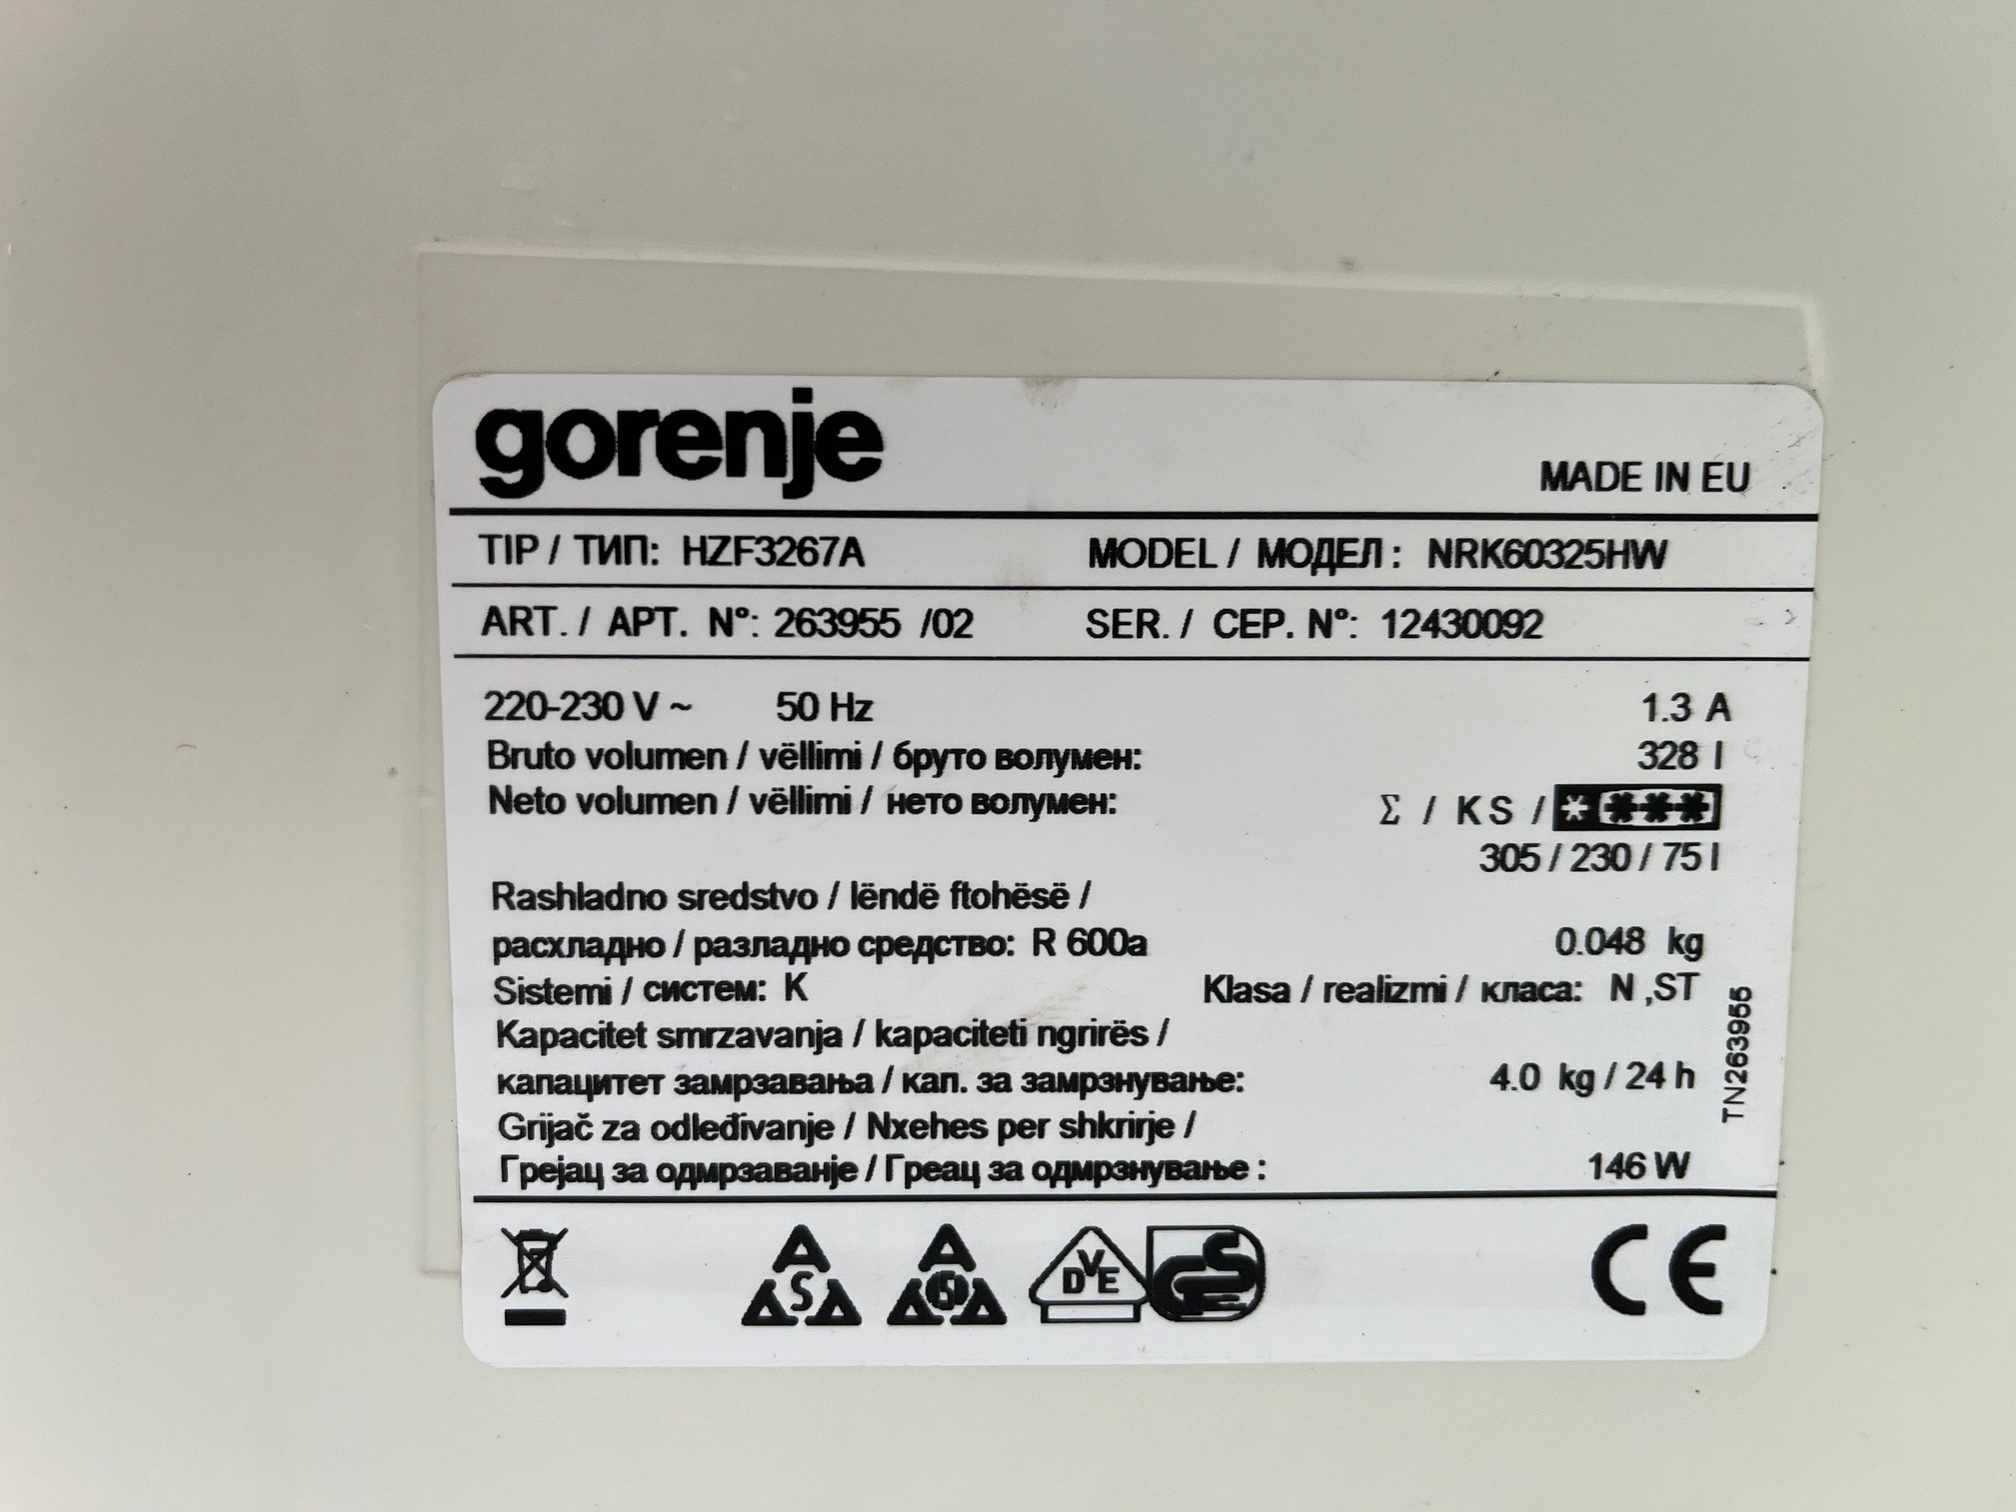 gorenje
MADE IN EU
TIP / ТИП: HZF3267A MODEL / МОДЕЛ : NRK60325HW
ART. / АРТ. N°: 263955 /02 SER. / СЕР. N°: 12430092
220-230 V ~ 50 Hz 1.3 A
Bruto volumen / vëllimi / бруто волумен: 328 l
Neto volumen / vëllimi / нето волумен: Σ / KS /
305 / 230 / 75 l
Rashladno sredstvo / lëndë ftohësë /
расхладно / разладно средство: R 600a 0.048 kg
Sistemi / систем: K Klasa / realizmi / класа: N ,ST
Kapacitet smrzavanja / kapaciteti ngrirës /
капацитет замрзавања / кап. за замрзнување: 4.0 kg / 24 h
Grijač za odleđivanje / Nxehes per shkrirje /
Грејац за одмрзаванје / Греац за одмрзнување : 146 W
TN263955
A S A A A A VDE GS CE